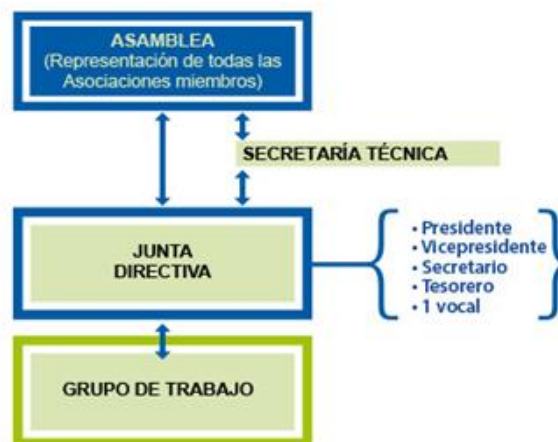 ASAMBLEA
(Representación de todas las
Asociaciones miembros)
SECRETARÍA TÉCNICA
JUNTA
DIRECTIVA
• Presidente
• Vicepresidente
• Secretario
• Tesorero
• 1 vocal
GRUPO DE TRABAJO